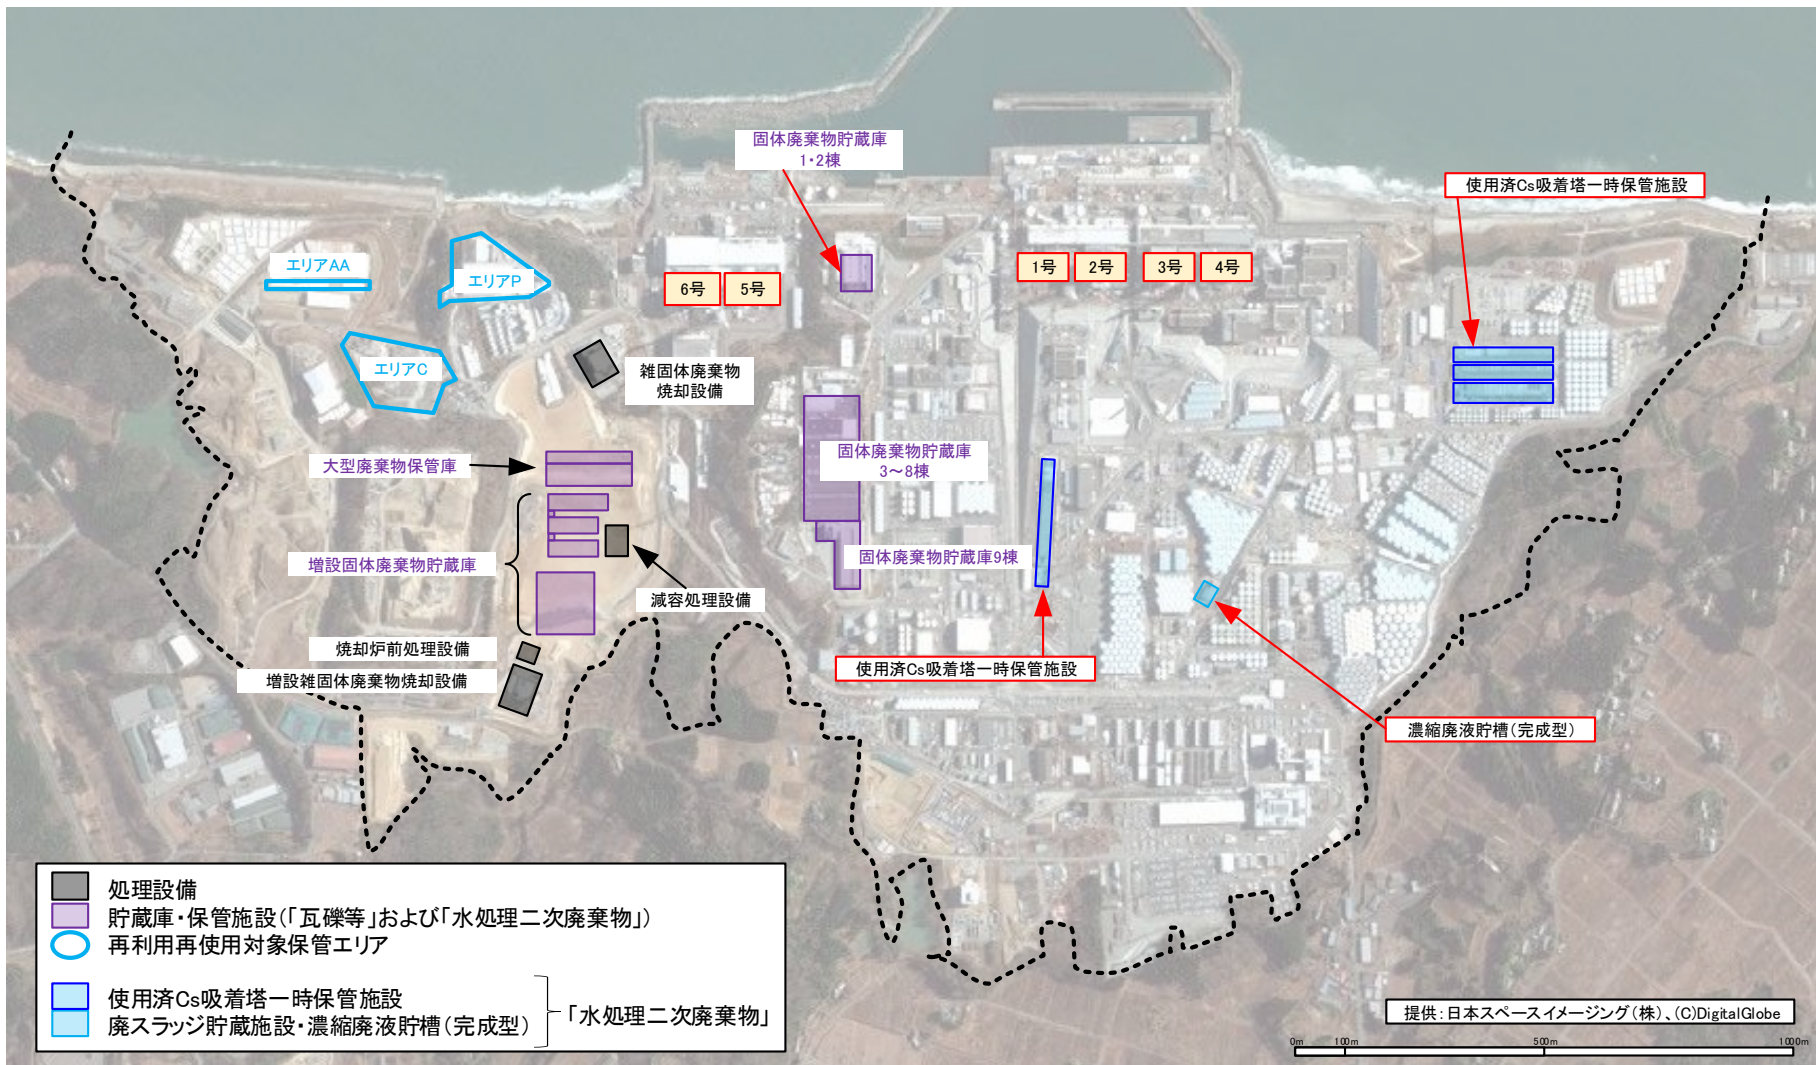 固体廃棄物貯蔵庫
1・2棟
使用済Cs吸着塔一時保管施設
エリアAA
エリアP
6号
5号
1号
2号
3号
4号
エリアC
雑固体廃棄物
焼却設備
大型廃棄物保管庫
固体廃棄物貯蔵庫
3～8棟
増設固体廃棄物貯蔵庫
固体廃棄物貯蔵庫9棟
減容処理設備
焼却炉前処理設備
増設雑固体廃棄物焼却設備
使用済Cs吸着塔一時保管施設
濃縮廃液貯槽（完成型）
処理設備
貯蔵庫・保管施設（「瓦礫等」および「水処理二次廃棄物」）
再利用再使用対象保管エリア
使用済Cs吸着塔一時保管施設
廃スラッジ貯蔵施設・濃縮廃液貯槽（完成型）
「水処理二次廃棄物」
提供：日本スペースイメージング（株）、(C)DigitalGlobe
0m 100m 500m 1000m